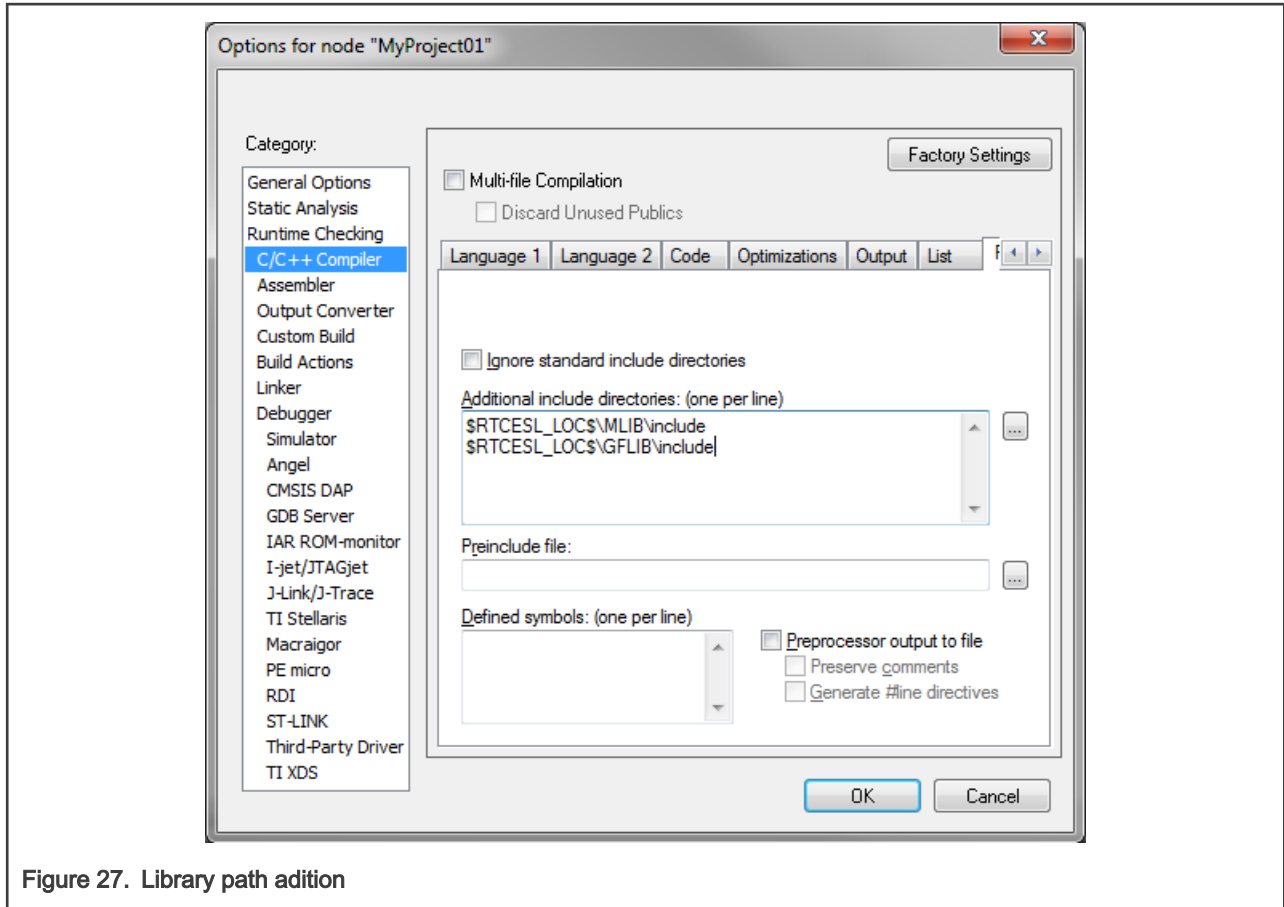 Options for node "MyProject01"
Category:
General Options
Static Analysis
Runtime Checking
C/C++ Compiler
Assembler
Output Converter
Custom Build
Build Actions
Linker
Debugger
Simulator
Angel
CMSIS DAP
GDB Server
IAR ROM-monitor
I-jet/JTAGjet
J-Link/J-Trace
TI Stellaris
Macraigor
PE micro
RDI
ST-LINK
Third-Party Driver
TI XDS
Factory Settings
Multi-file Compilation
Discard Unused Publics
Language 1 Language 2 Code Optimizations Output List
Ignore standard include directories
Additional include directories: (one per line)
$RTCESL_LOC$\MLIB\include
$RTCESL_LOC$\GFLIB\include
...
Preinclude file:
...
Defined symbols: (one per line)
Preprocessor output to file
Preserve comments
Generate #line directives
OK Cancel
Figure 27. Library path adition